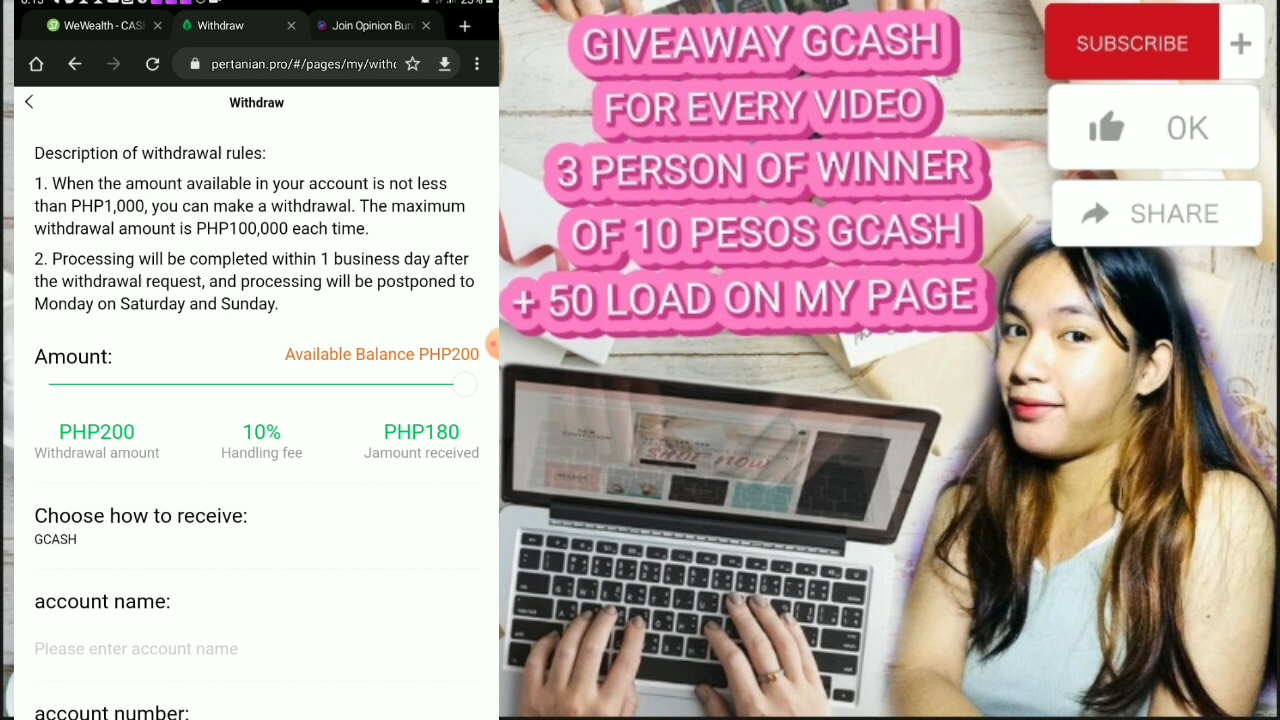 WeWealth - CAS
Withdraw
Join Opinion Bure
pertanian.pro/#/pages/my/withd
Withdraw
Description of withdrawal rules:
1. When the amount available in your account is not less
than PHP1,000, you can make a withdrawal. The maximum
withdrawal amount is PHP100,000 each time.
2. Processing will be completed within 1 business day after
the withdrawal request, and processing will be postponed to
Monday on Saturday and Sunday.
Amount:
Available Balance PHP200
PHP200
10%
PHP180
Withdrawal amount
Handling fee
Jamount received
Choose how to receive:
GCASH
account name:
Please enter account name
account number:
GIVEAWAY GCASH
FOR EVERY VIDEO
3 PERSON OF WINNER
OF 10 PESOS GCASH
+ 50 LOAD ON MY PAGE
SUBSCRIBE
OK
SHARE
SHOP NOW